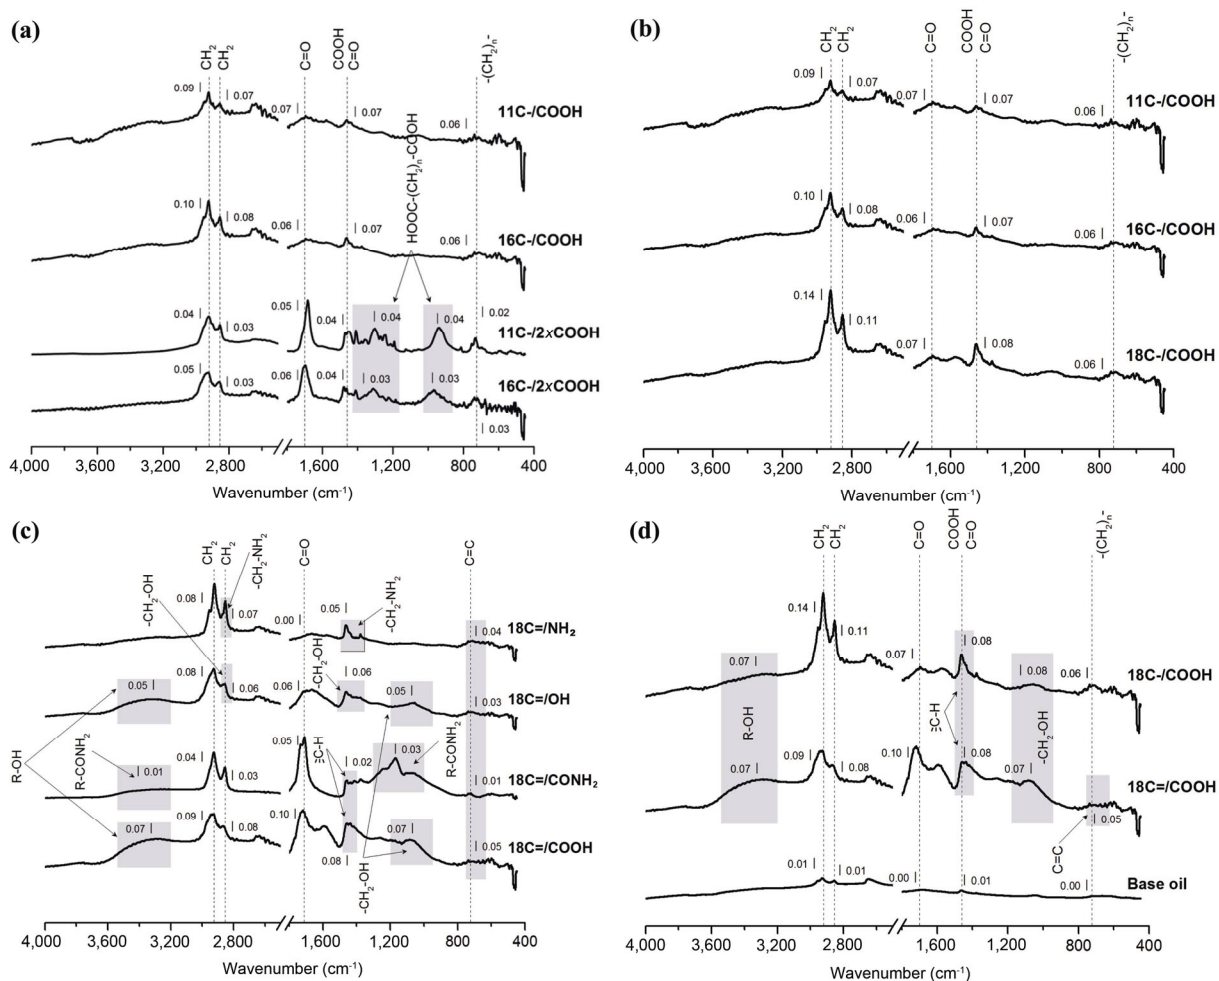 (a)
CH2
CH2
C=O
COOH
C=O
-(CH2)n-
0.09
0.07
0.07
0.07
0.06
11C-/COOH
HOOC-(CH2)n-COOH
0.10
0.08
0.06
0.07
0.06
16C-/COOH
0.04
0.03
0.05
0.04
0.04
0.04
0.02
11C-/2xCOOH
0.05
0.03
0.06
0.04
0.03
0.03
0.03
16C-/2xCOOH
4,000
3,600
3,200
2,800
1,600
1,200
800
400
Wavenumber (cm-1)
(b)
CH2
CH2
C=O
COOH
C=O
-(CH2)n-
0.09
0.07
0.07
0.07
0.06
11C-/COOH
0.10
0.08
0.06
0.07
0.06
16C-/COOH
0.14
0.11
0.07
0.08
0.06
18C-/COOH
4,000
3,600
3,200
2,800
1,600
1,200
800
400
Wavenumber (cm-1)
(c)
CH2
CH2
-CH2-NH2
C=O
C=C
-CH2-OH
0.08
0.07
0.00
0.05
-CH2-NH2
0.04
18C=/NH2
-CH2-OH
0.05
0.08
0.06
0.06
0.06
0.05
0.03
18C=/OH
R-OH
R-CONH2
0.01
0.04
0.03
0.05
C-H
0.02
0.03
R-CONH2
0.01
18C=/CONH2
0.07
0.09
0.08
0.10
0.08
0.07
-CH2-OH
0.05
18C=/COOH
4,000
3,600
3,200
2,800
1,600
1,200
800
400
Wavenumber (cm-1)
(d)
CH2
CH2
C=O
COOH
C=O
-(CH2)n-
0.07
0.14
0.11
0.07
0.08
0.08
0.06
18C-/COOH
R-OH
C-H
-CH2-OH
0.07
0.09
0.08
0.10
0.08
0.07
0.05
18C=/COOH
C=C
0.01
0.01
0.00
0.01
0.00
Base oil
4,000
3,600
3,200
2,800
1,600
1,200
800
400
Wavenumber (cm-1)